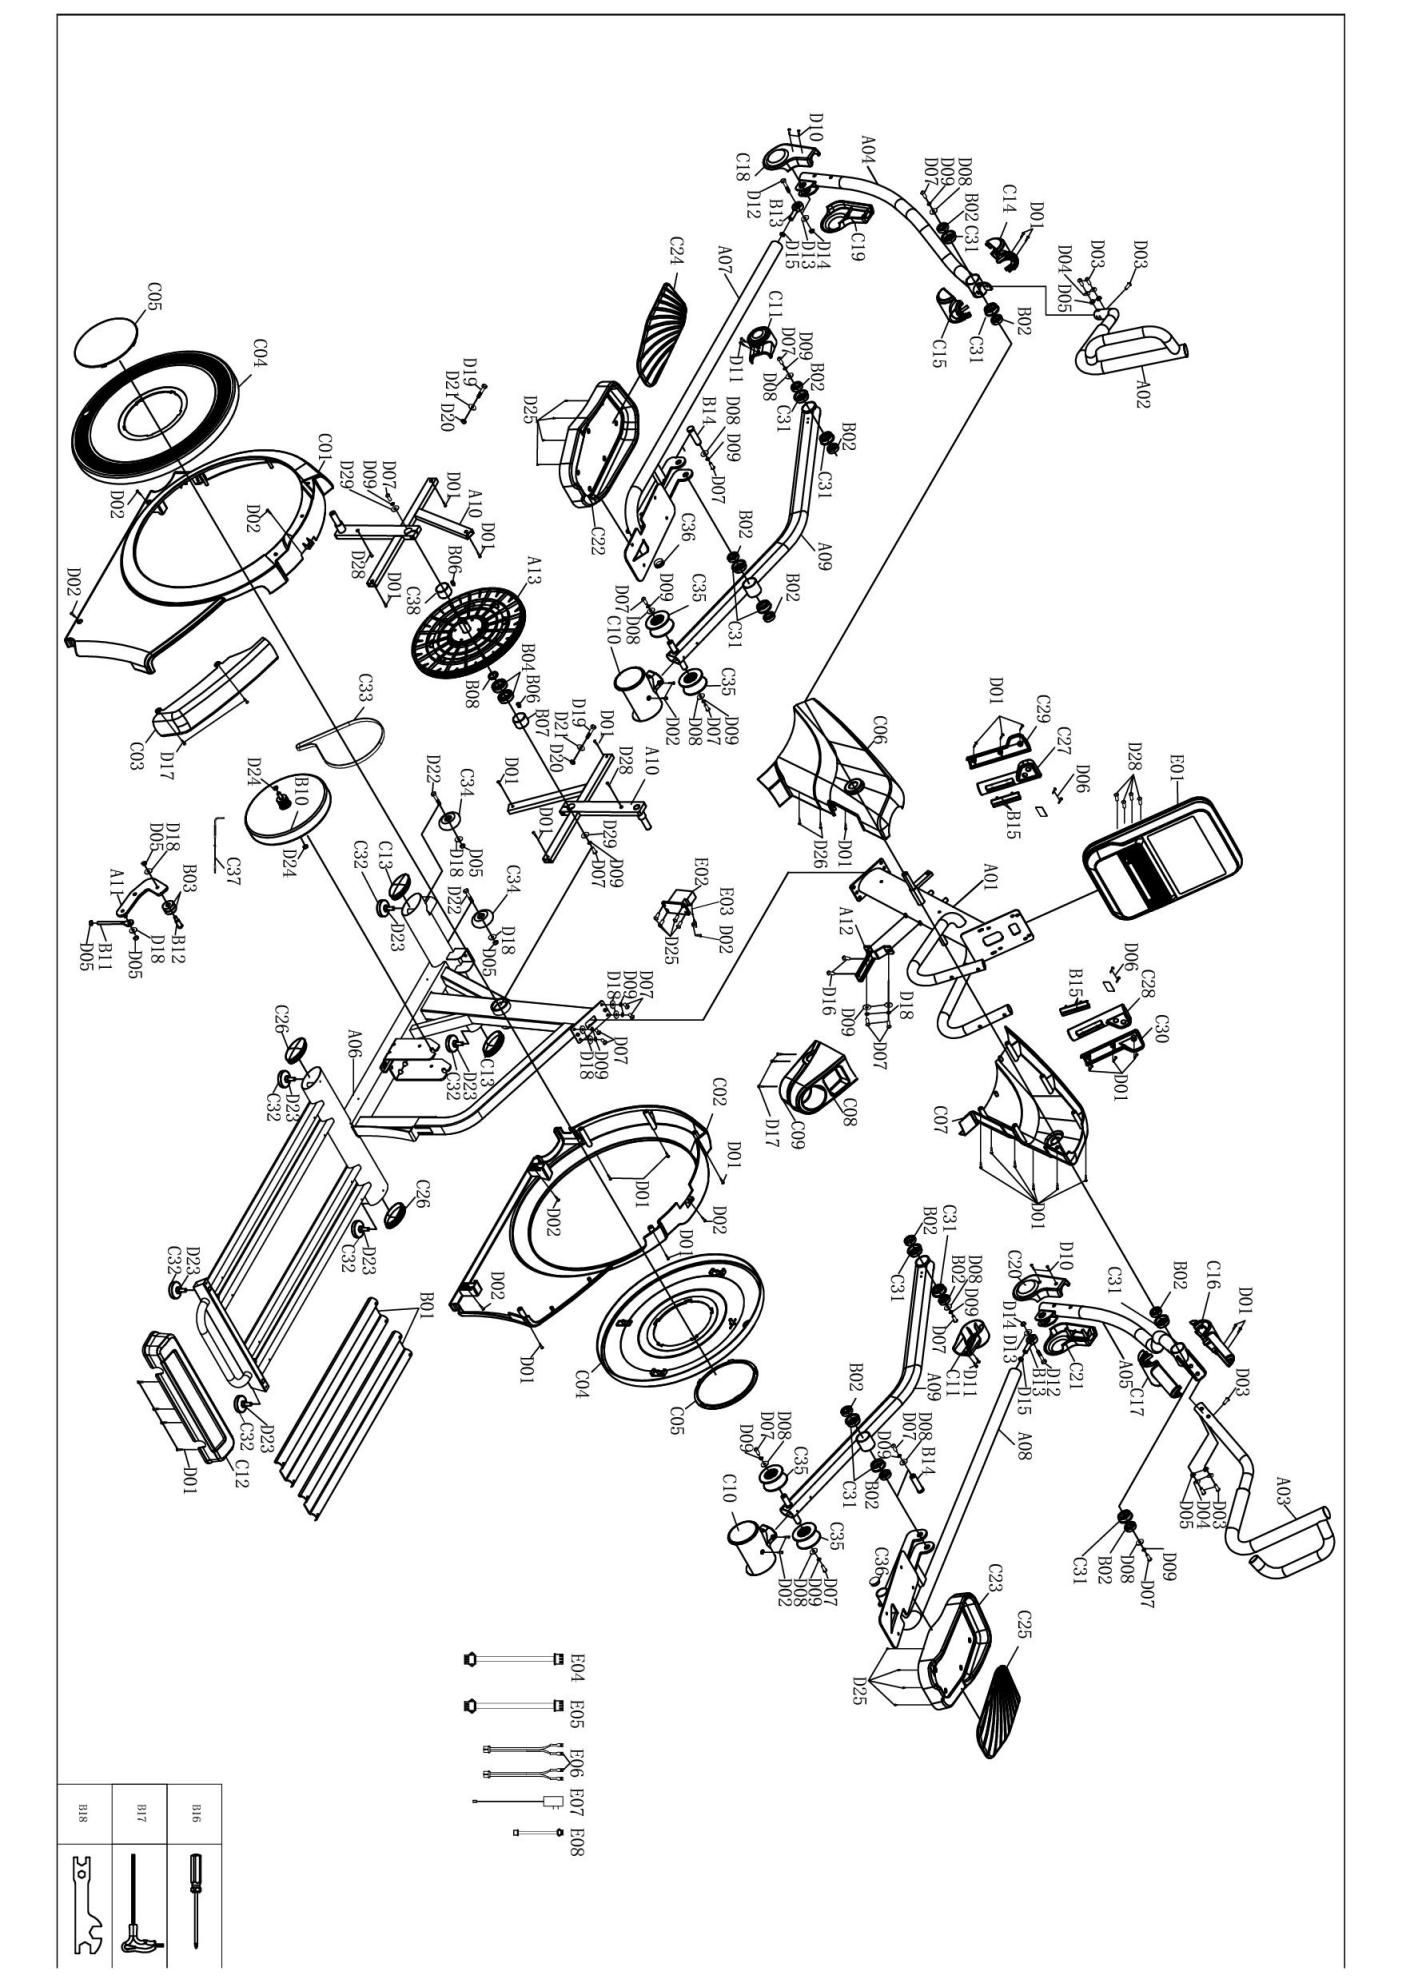 D10
C18
D12
A04
D07
D09
D08
B02
C31
C14
D01
D04
D03
D05
D03
B13
D15
D13
D14
C19
A07
C24
C15
C31
B02
A02
C11
D11
D07
D09
D08
B02
C31
B02
C31
C05
C04
D19
D21
D20
D25
B14
D08
D09
D07
C01
D29
D09
D07
D01
A10
D01
D02
D02
D28
D01
D02
B06
C38
A13
C22
C36
B02
A09
B02
C31
D07
D09
D08
C35
C10
C35
D02
D08
D07
D09
B08
B04
B06
B07
C03
D17
C33
D24
B10
D24
D19
D21
D20
D01
D28
A10
D01
D01
D29
D09
D07
D22
C34
D18
D05
C32
C13
D23
D22
C34
D18
D05
C06
D26
D01
D01
C29
C27
D06
B15
D28
E01
E02
E03
D02
D25
A01
A12
D16
D09
D18
D07
D05
D18
A11
B03
C37
D05
B11
D18
D05
B12
D18
D09
D07
D07
D09
D18
C26
A06
C32
D23
C32
D23
C13
C02
D01
D01
D02
D02
D01
D17
C09
C08
C07
D01
D06
B15
C28
C30
D01
C26
C32
D23
C32
D23
C32
D23
C12
D01
B01
D02
D01
C04
C05
B02
C31
C31
B02
D08
D09
D07
C11
D11
C20
D10
C31
B02
C16
D01
D14
D13
B13
D12
D15
C21
A05
C17
D03
A09
A08
B02
D07
D08
D09
B14
C31
B02
D05
D04
D03
A03
D09
D07
D08
C35
C10
C35
D02
D08
D09
D07
C36
C31
B02
D08
D09
D07
C23
C25
D25
E04
E05
E06
E07
E08
B18
B17
B16